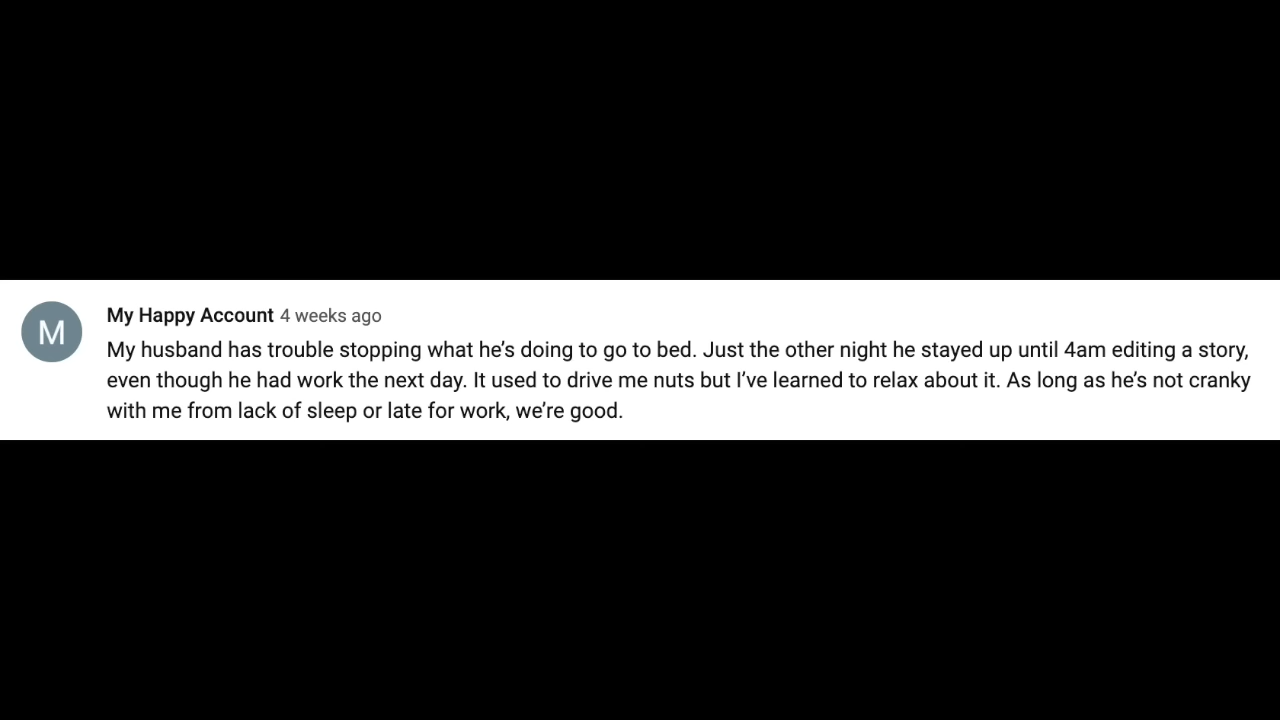 M
My Happy Account 4 weeks ago
My husband has trouble stopping what he’s doing to go to bed. Just the other night he stayed up until 4am editing a story,
even though he had work the next day. It used to drive me nuts but I’ve learned to relax about it. As long as he’s not cranky
with me from lack of sleep or late for work, we’re good.